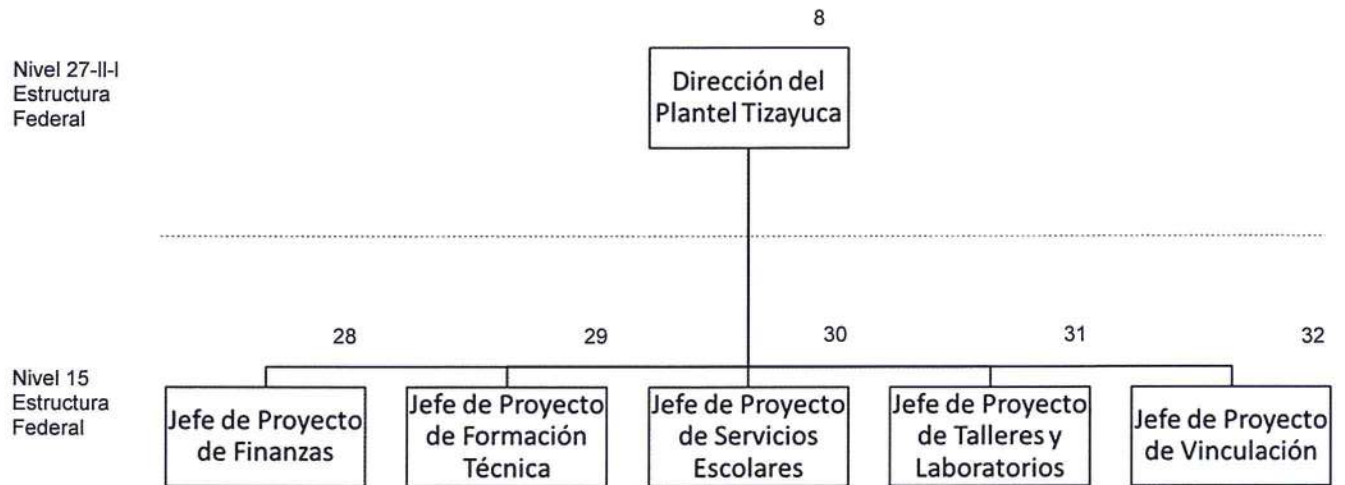 8
Nivel 27-II-I
Estructura
Federal
Dirección del
Plantel Tizayuca
28
29
30
31
32
Nivel 15
Estructura
Federal
Jefe de Proyecto
de Finanzas
Jefe de Proyecto
de Formación
Técnica
Jefe de Proyecto
de Servicios
Escolares
Jefe de Proyecto
de Talleres y
Laboratorios
Jefe de Proyecto
de Vinculación